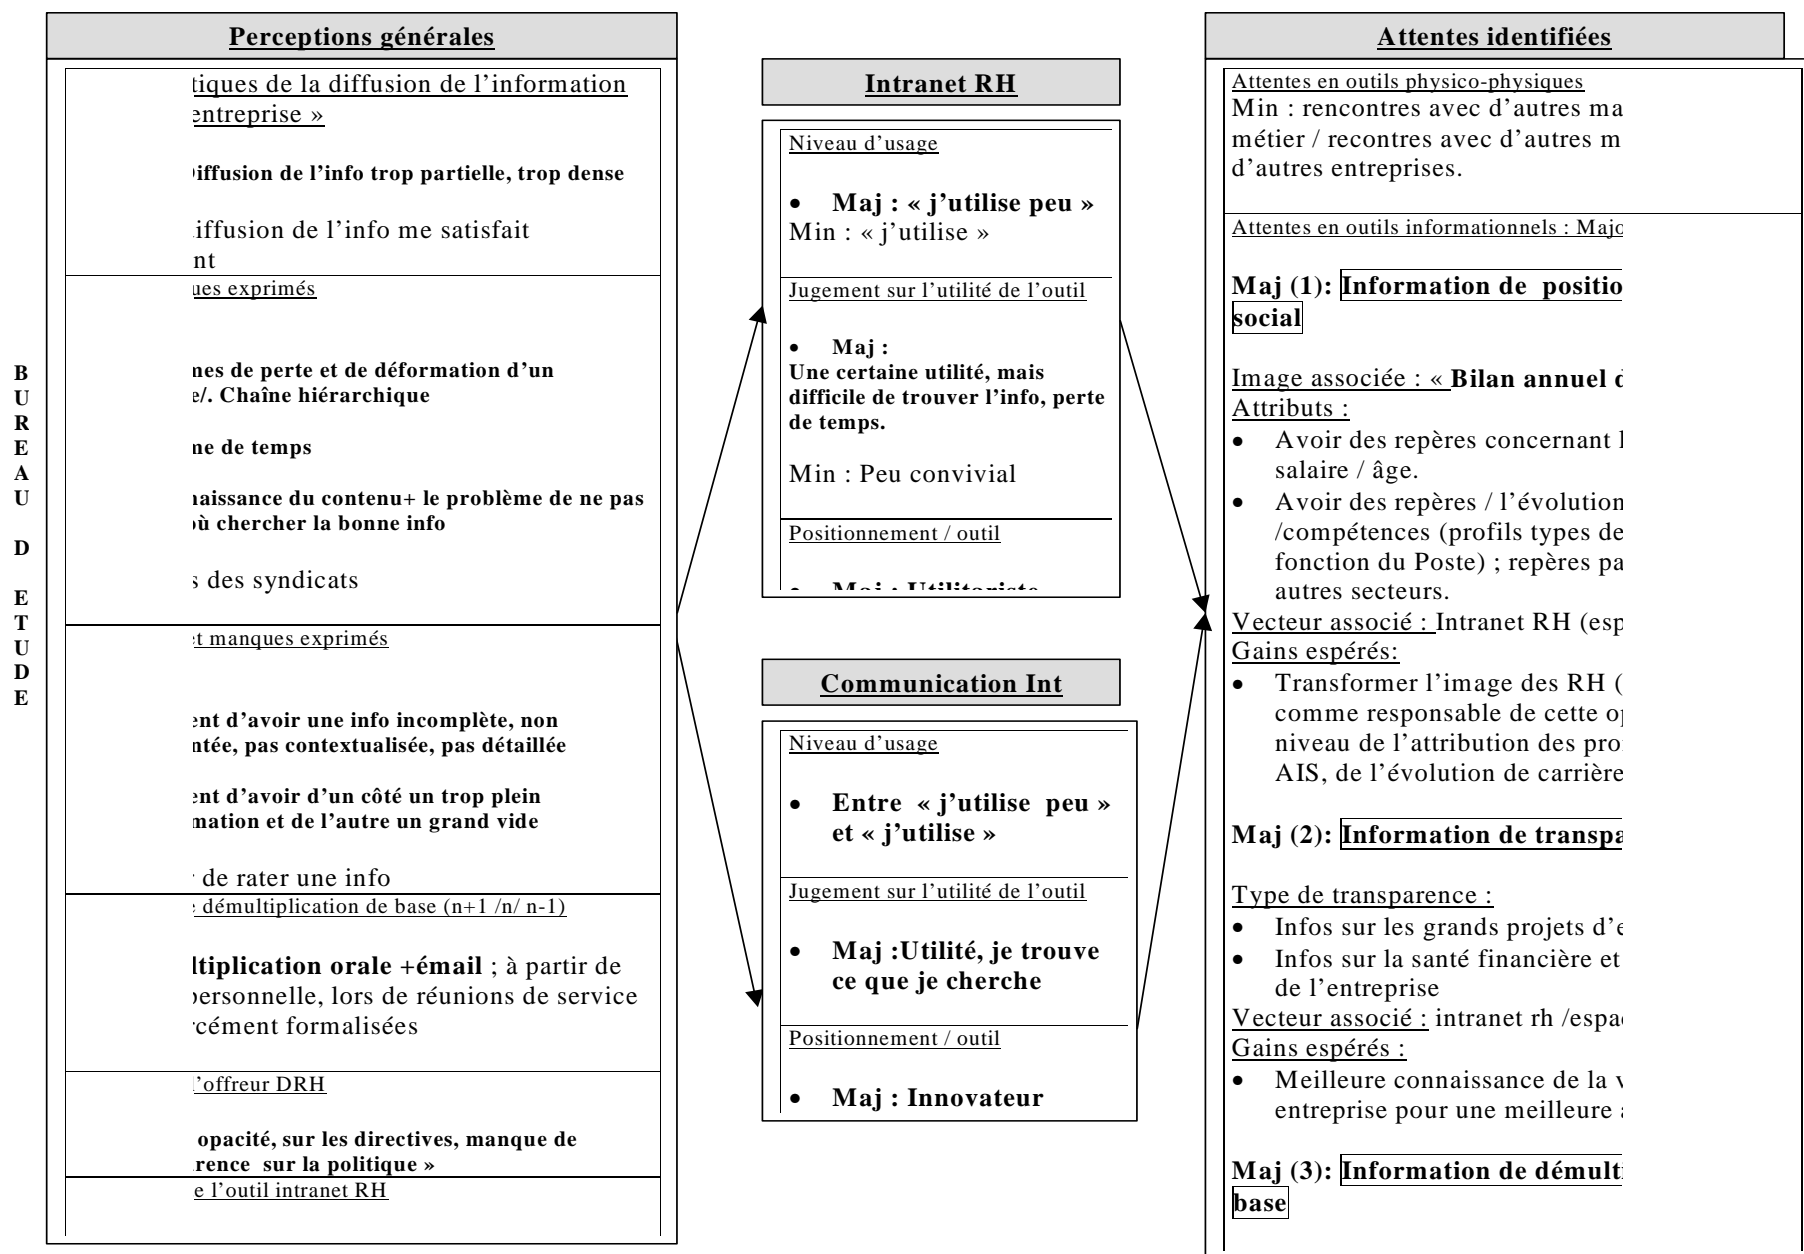 B
U
R
E
A
U
D
E
T
U
D
E
Perceptions générales
tiques de la diffusion de l’information
entreprise »
iffusion de l’info trop partielle, trop dense
iffusion de l’info me satisfait
nt
ues exprimés
mes de perte et de déformation d’un
e/. Chaîne hiérarchique
me de temps
naissance du contenu+ le problème de ne pas
où chercher la bonne info
s des syndicats
et manques exprimés
ent d’avoir une info incomplète, non
ntée, pas contextualisée, pas détaillée
ent d’avoir d’un côté un trop plein
mation et de l’autre un grand vide
de rater une info
démultiplication de base (n+1 /n/ n-1)
ltiplication orale +émail ; à partir de
personnelle, lors de réunions de service
rcément formalisées
l’offreur DRH
opacité, sur les directives, manque de
rence sur la politique »
e l’outil intranet RH
Intranet RH
Niveau d’usage
• Maj : « j’utilise peu »
Min : « j’utilise »
Jugement sur l’utilité de l’outil
• Maj :
Une certaine utilité, mais
difficile de trouver l’info, perte
de temps.
Min : Peu convivial
Positionnement / outil
• Maj : Utilitariste
Communication Int
Niveau d’usage
• Entre « j’utilise peu »
et « j’utilise »
Jugement sur l’utilité de l’outil
• Maj :Utilité, je trouve
ce que je cherche
Positionnement / outil
• Maj : Innovateur
Attentes identifiées
Attentes en outils physico-physiques
Min : rencontres avec d’autres ma
métier / recontres avec d’autres m
d’autres entreprises.
Attentes en outils informationnels : Majo
Maj (1): Information de positio
social
Image associée : « Bilan annuel d
Attributs :
• Avoir des repères concernant l
salaire / âge.
• Avoir des repères / l’évolution
/compétences (profils types de
fonction du Poste) ; repères pa
autres secteurs.
Vecteur associé : Intranet RH (esp
Gains espérés:
• Transformer l’image des RH (
comme responsable de cette op
niveau de l’attribution des pro
AIS, de l’évolution de carrière
Maj (2): Information de transpa
Type de transparence :
• Infos sur les grands projets d’e
• Infos sur la santé financière et
de l’entreprise
Vecteur associé : intranet rh /espa
Gains espérés :
• Meilleure connaissance de la v
entreprise pour une meilleure a
Maj (3): Information de démult
base